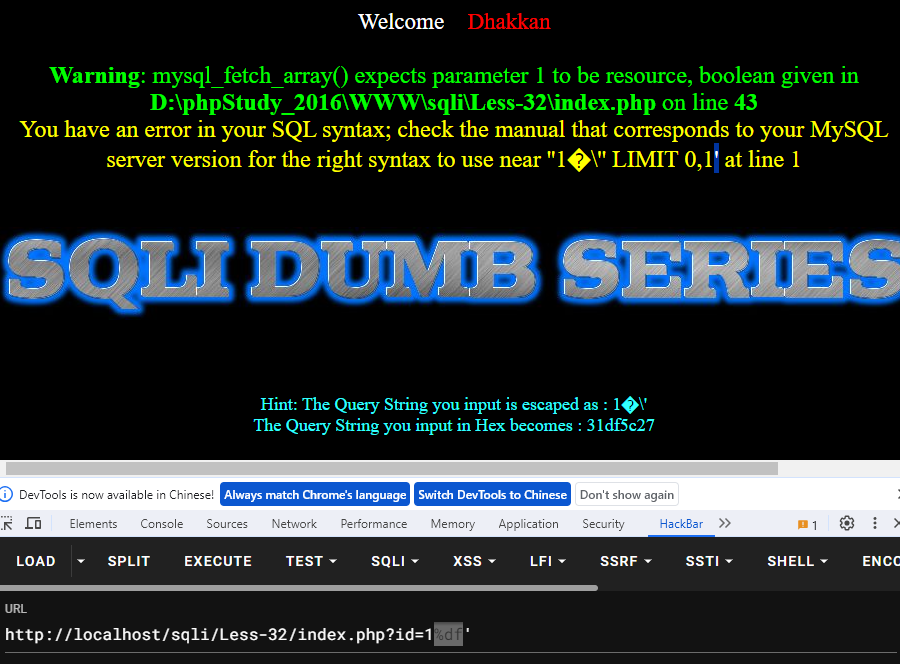 Welcome Dhakkan
Warning: mysql_fetch_array() expects parameter 1 to be resource, boolean given in
D:\phpStudy_2016\WWW\sqli\Less-32\index.php on line 43
You have an error in your SQL syntax; check the manual that corresponds to your MySQL
server version for the right syntax to use near ''1�\'' LIMIT 0,1' at line 1
SQLI DUMB SERIES
Hint: The Query String you input is escaped as : 1�\'
The Query String you input in Hex becomes : 31df5c27
DevTools is now available in Chinese! Always match Chrome's language Switch DevTools to Chinese Don't show again
Elements Console Sources Network Performance Memory Application Security HackBar 1
LOAD SPLIT EXECUTE TEST SQLI XSS LFI SSRF SSTI SHELL ENCO
URL
http://localhost/sqli/Less-32/index.php?id=1%df'